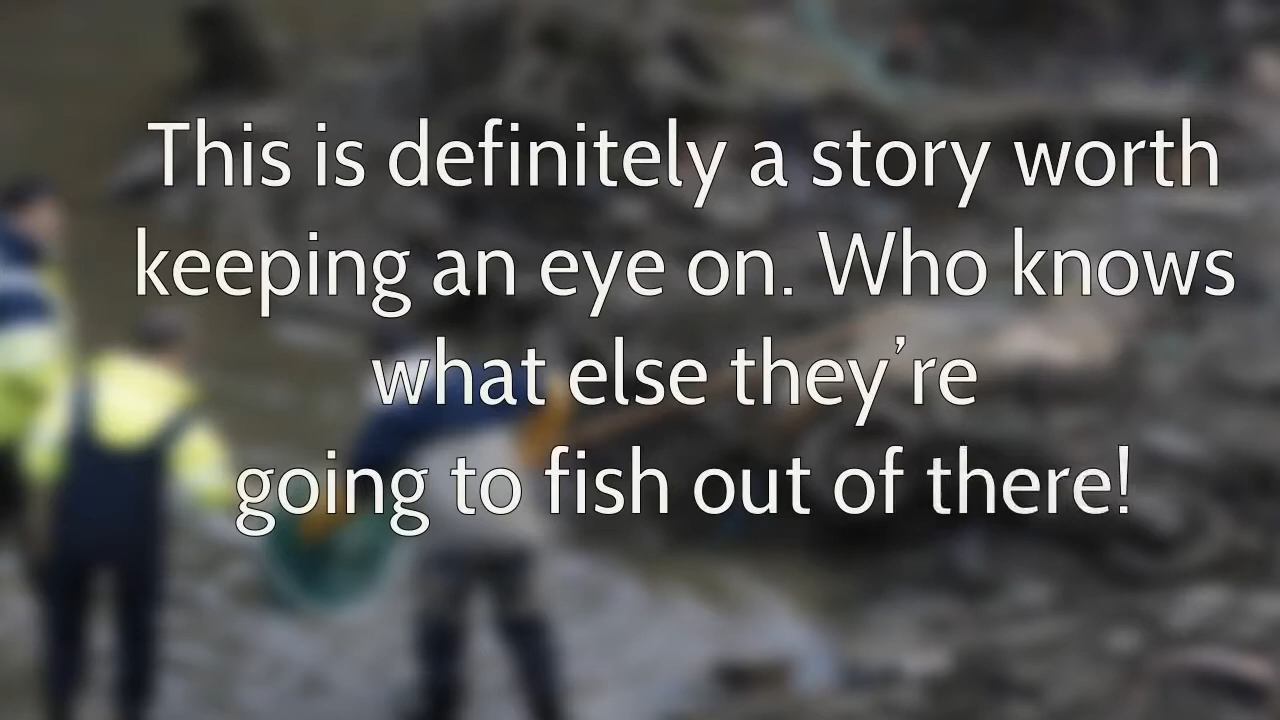 This is definitely a story worth
keeping an eye on. Who knows
what else they’re
going to fish out of there!